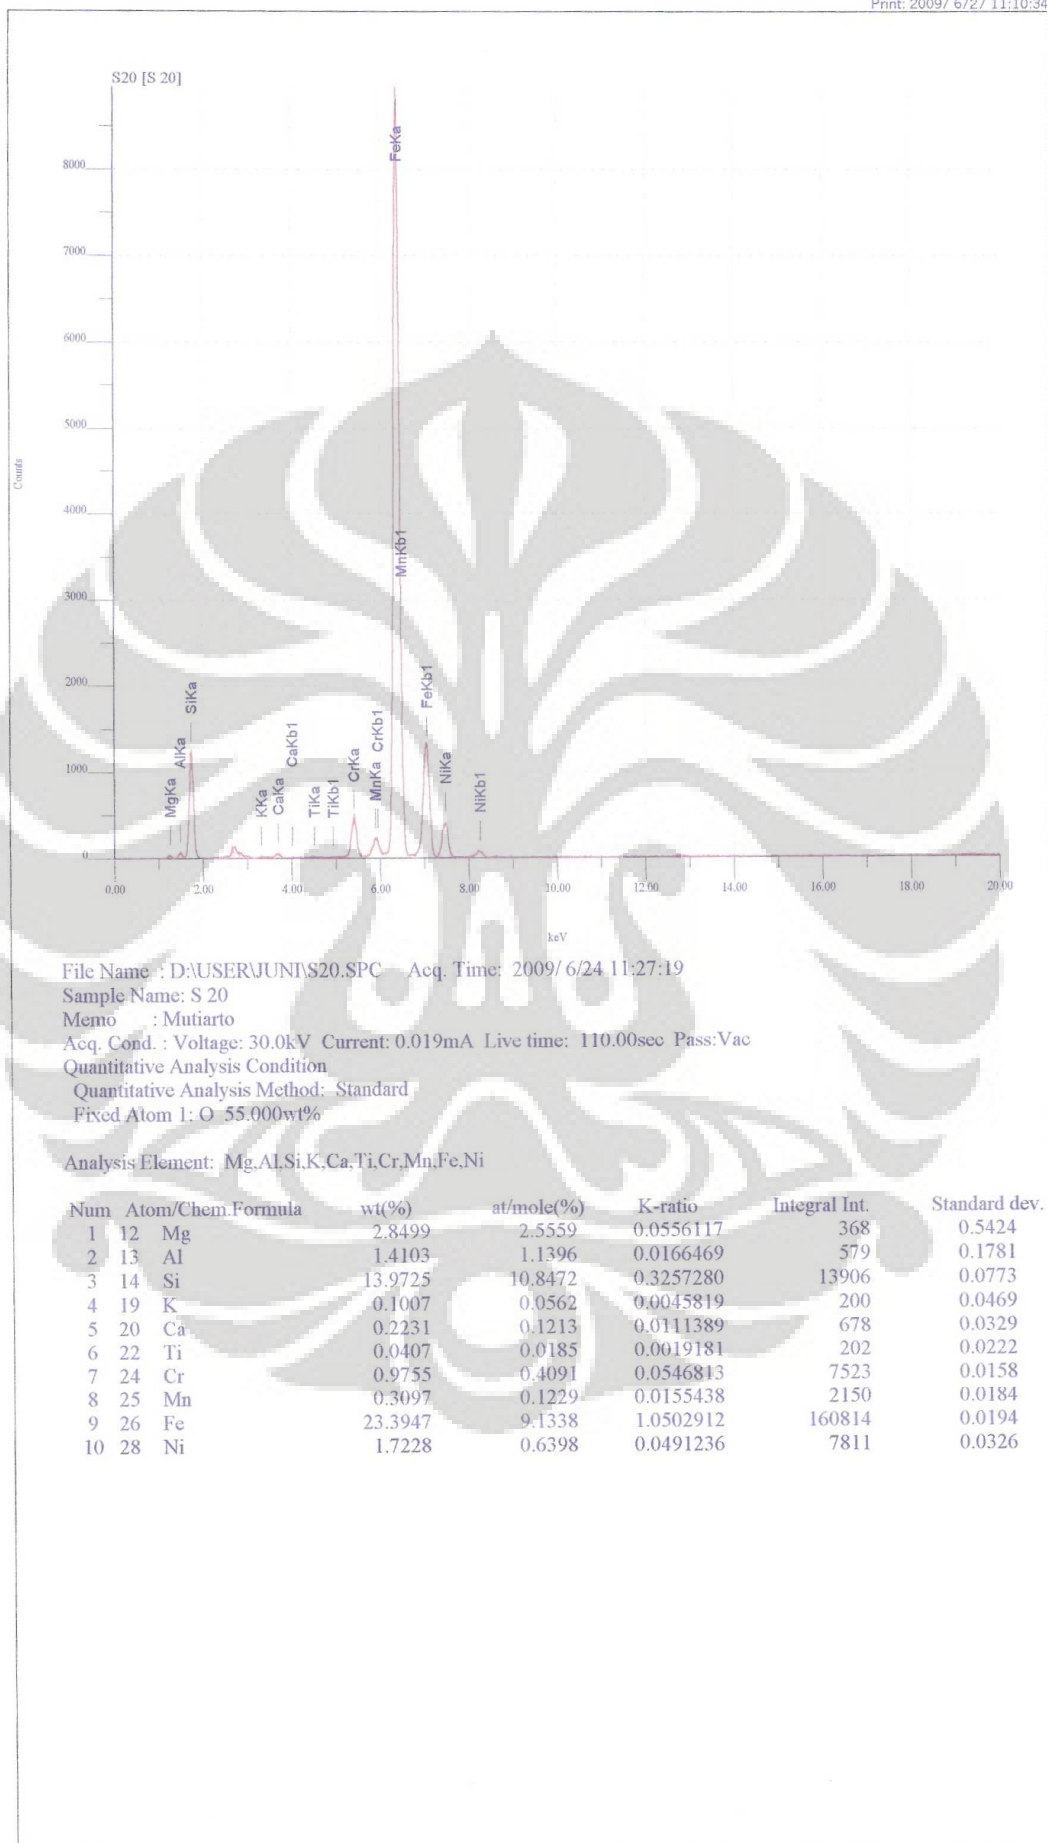 Print: 2009/ 6/27 11:10:34
S20 [S 20]
8000
7000
6000
5000
4000
3000
2000
1000
0
Counts
MgKa
AlKa
SiKa
KKa
CaKa
CaKb1
TiKa
TiKb1
CrKa
MnKa CrKb1
FeKa
MnKb1
FeKb1
NiKa
NiKb1
0.00 2.00 4.00 6.00 8.00 10.00 12.00 14.00 16.00 18.00 20.00
keV
File Name : D:\USER\JUNI\S20.SPC Acq. Time: 2009/ 6/24 11:27:19
Sample Name: S 20
Memo : Mutiarto
Acq. Cond. : Voltage: 30.0kV Current: 0.019mA Live time: 110.00sec Pass:Vac
Quantitative Analysis Condition
Quantitative Analysis Method: Standard
Fixed Atom 1: O 55.000wt%
Analysis Element: Mg,Al,Si,K,Ca,Ti,Cr,Mn,Fe,Ni
Num Atom/Chem.Formula wt(%) at/mole(%) K-ratio Integral Int. Standard dev.
1 12 Mg 2.8499 2.5559 0.0556117 368 0.5424
2 13 Al 1.4103 1.1396 0.0166469 579 0.1781
3 14 Si 13.9725 10.8472 0.3257280 13906 0.0773
4 19 K 0.1007 0.0562 0.0045819 200 0.0469
5 20 Ca 0.2231 0.1213 0.0111389 678 0.0329
6 22 Ti 0.0407 0.0185 0.0019181 202 0.0222
7 24 Cr 0.9755 0.4091 0.0546813 7523 0.0158
8 25 Mn 0.3097 0.1229 0.0155438 2150 0.0184
9 26 Fe 23.3947 9.1338 1.0502912 160814 0.0194
10 28 Ni 1.7228 0.6398 0.0491236 7811 0.0326